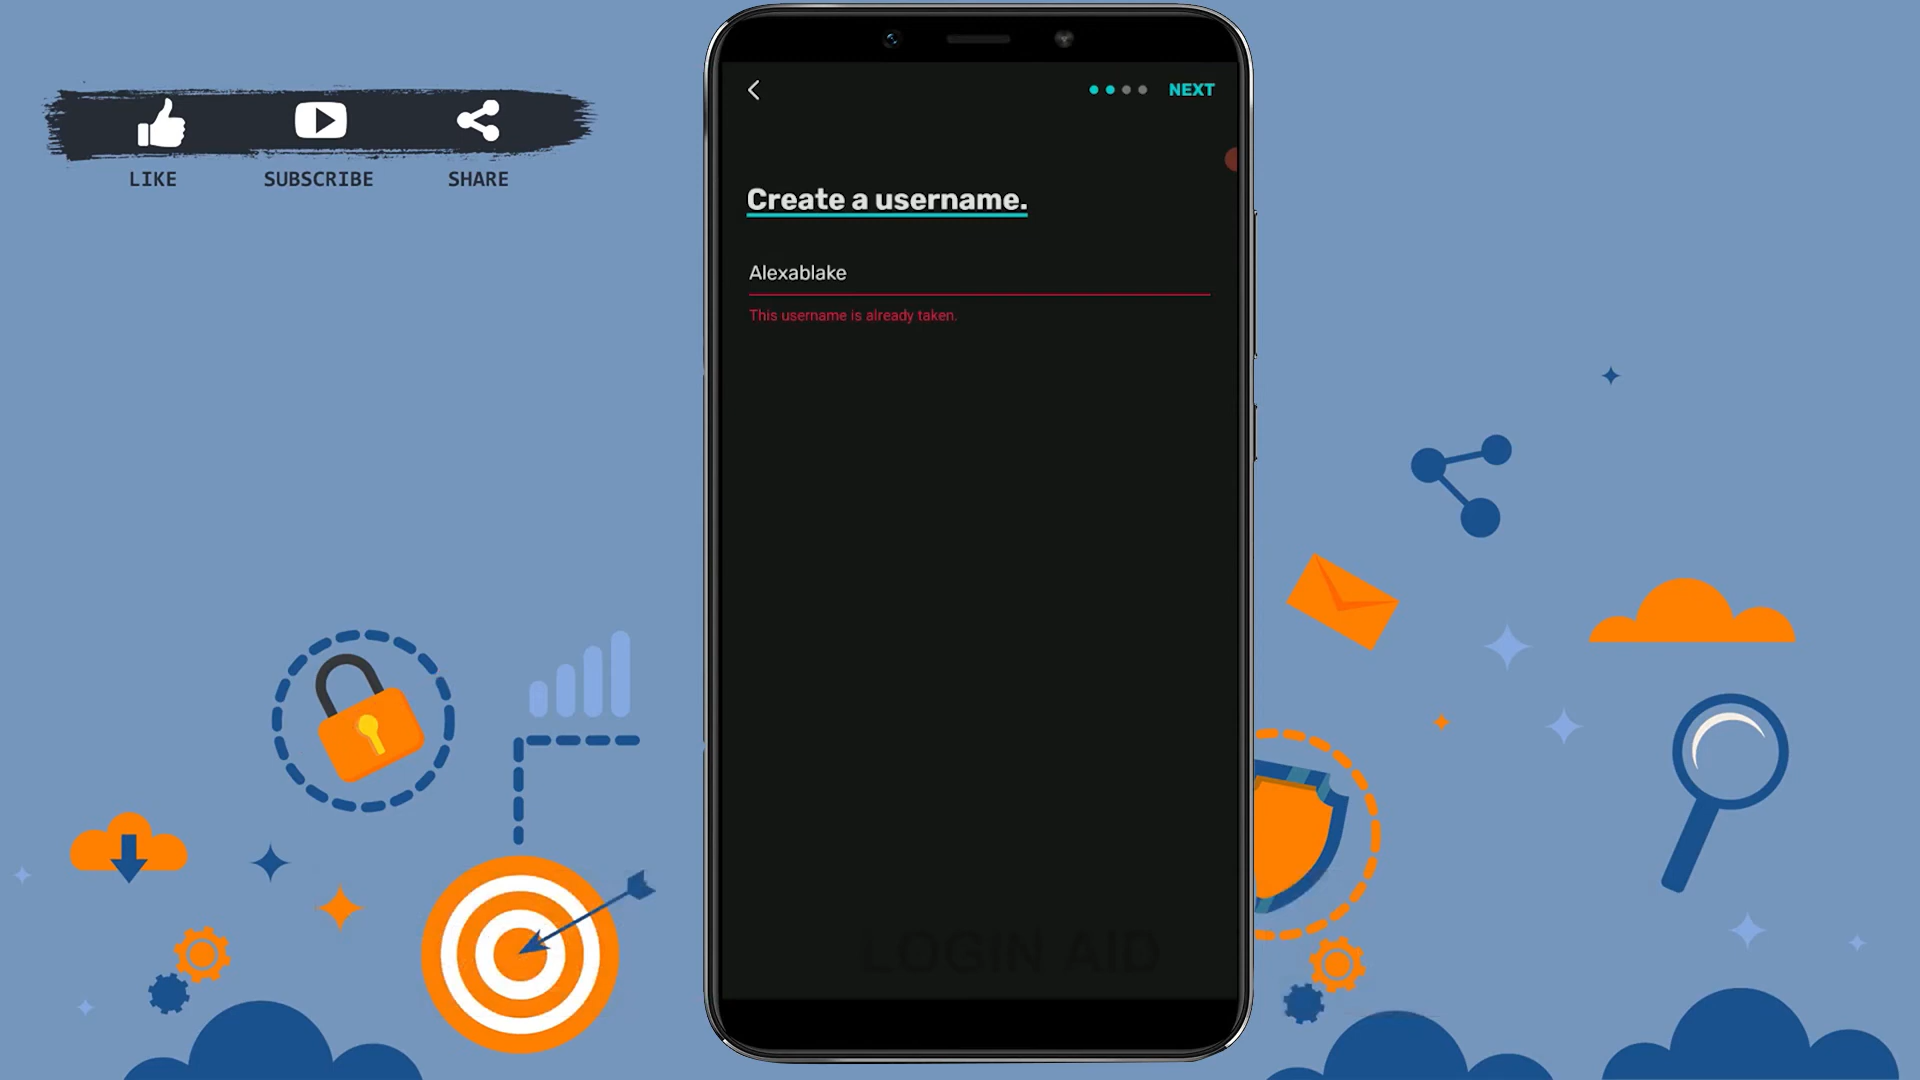 LIKE SUBSCRIBE SHARE
NEXT
Create a username.
Alexablake
This username is already taken.
LOGIN AID